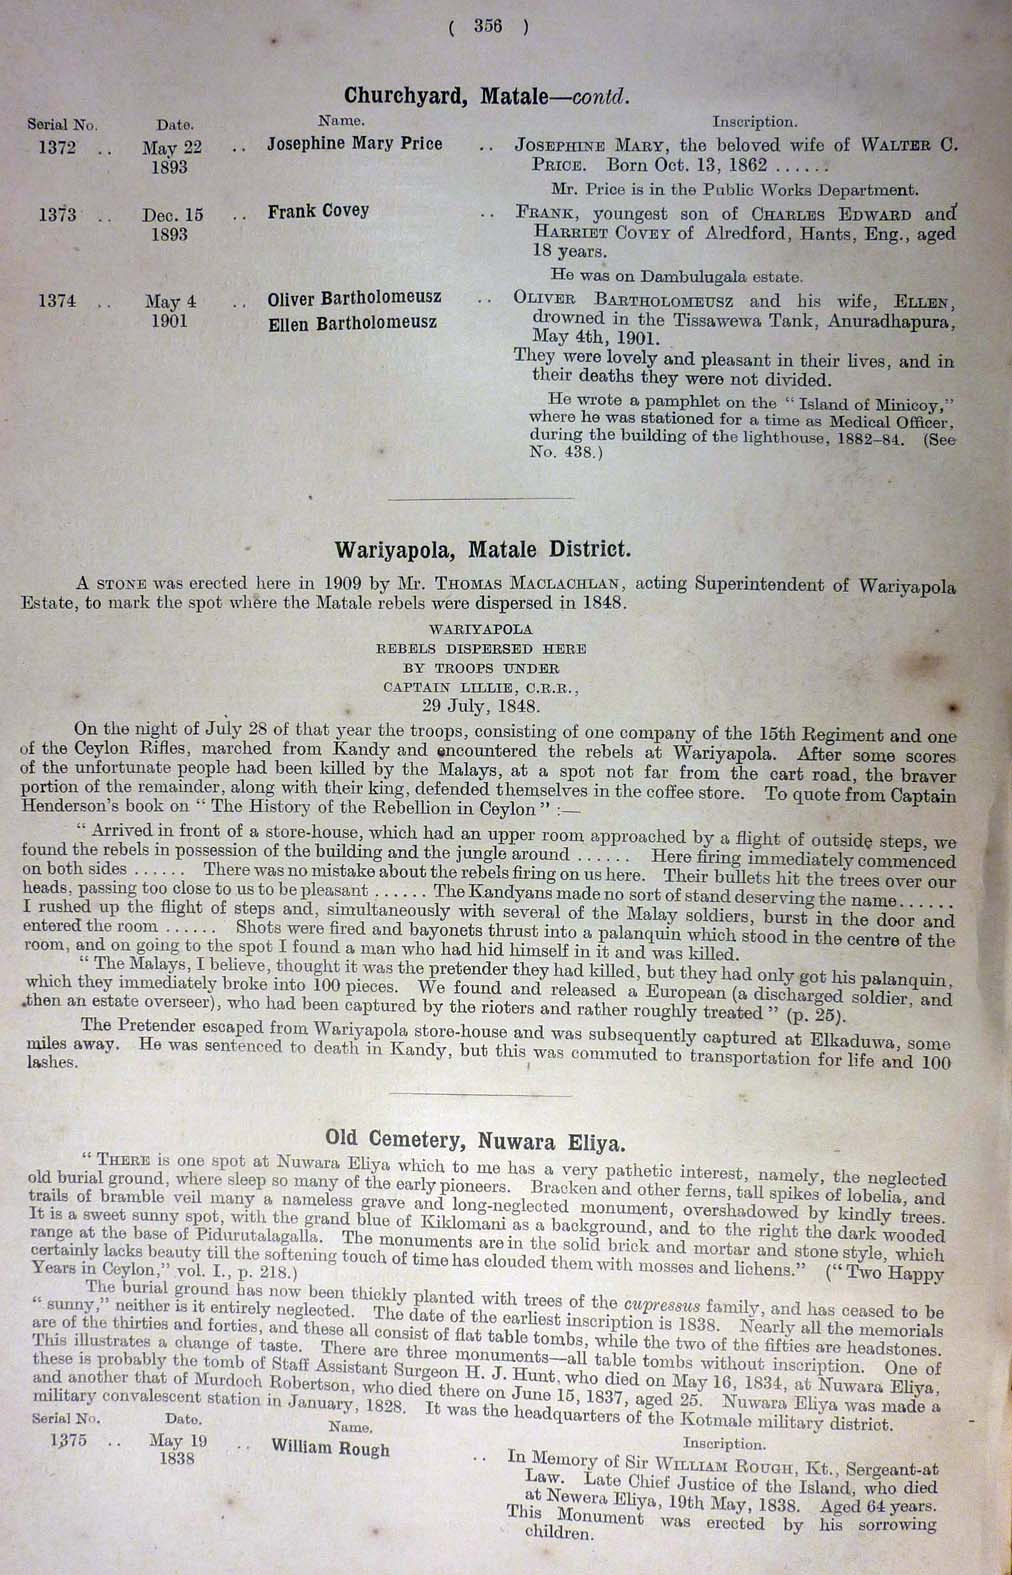 ( 356 )
Churchyard, Matale—contd.
Serial No. Date. Name. Inscription.
1372 .. May 22 .. Josephine Mary Price .. JOSEPHINE MARY, the beloved wife of WALTER C.
1893 PRICE. Born Oct. 13, 1862 ......
Mr. Price is in the Public Works Department.
1373 .. Dec. 15 .. Frank Covey .. FRANK, youngest son of CHARLES EDWARD and
1893 HARRIET COVEY of Alredford, Hants, Eng., aged
18 years.
He was on Dambulugala estate.
1374 .. May 4 .. Oliver Bartholomeusz .. OLIVER BARTHOLOMEUSZ and his wife, ELLEN,
1901 Ellen Bartholomeusz drowned in the Tissawewa Tank, Anuradhapura,
May 4th, 1901.
They were lovely and pleasant in their lives, and in
their deaths they were not divided.
He wrote a pamphlet on the “ Island of Minicoy,”
where he was stationed for a time as Medical Officer,
during the building of the lighthouse, 1882–84. (See
No. 438.)
Wariyapola, Matale District.
A STONE was erected here in 1909 by Mr. THOMAS MACLACHLAN, acting Superintendent of Wariyapola
Estate, to mark the spot where the Matale rebels were dispersed in 1848.
WARIYAPOLA
REBELS DISPERSED HERE
BY TROOPS UNDER
CAPTAIN LILLIE, C.R.R.,
29 July, 1848.
On the night of July 28 of that year the troops, consisting of one company of the 15th Regiment and one
of the Ceylon Rifles, marched from Kandy and encountered the rebels at Wariyapola. After some scores
of the unfortunate people had been killed by the Malays, at a spot not far from the cart road, the braver
portion of the remainder, along with their king, defended themselves in the coffee store. To quote from Captain
Henderson's book on “ The History of the Rebellion in Ceylon ” :—
“ Arrived in front of a store-house, which had an upper room approached by a flight of outside steps, we
found the rebels in possession of the building and the jungle around ...... Here firing immediately commenced
on both sides ...... There was no mistake about the rebels firing on us here. Their bullets hit the trees over our
heads, passing too close to us to be pleasant ...... The Kandyans made no sort of stand deserving the name......
I rushed up the flight of steps and, simultaneously with several of the Malay soldiers, burst in the door and
entered the room ...... Shots were fired and bayonets thrust into a palanquin which stood in the centre of the
room, and on going to the spot I found a man who had hid himself in it and was killed.
“ The Malays, I believe, thought it was the pretender they had killed, but they had only got his palanquin,
which they immediately broke into 100 pieces. We found and released a European (a discharged soldier, and
then an estate overseer), who had been captured by the rioters and rather roughly treated ” (p. 25).
The Pretender escaped from Wariyapola store-house and was subsequently captured at Elkaduwa, some
miles away. He was sentenced to death in Kandy, but this was commuted to transportation for life and 100
lashes.
Old Cemetery, Nuwara Eliya.
“ THERE is one spot at Nuwara Eliya which to me has a very pathetic interest, namely, the neglected
old burial ground, where sleep so many of the early pioneers. Bracken and other ferns, tall spikes of lobelia, and
trails of bramble veil many a nameless grave and long-neglected monument, overshadowed by kindly trees.
It is a sweet sunny spot, with the grand blue of Kiklomani as a background, and to the right the dark wooded
range at the base of Pidurutalagalla. The monuments are in the solid brick and mortar and stone style, which
certainly lacks beauty till the softening touch of time has clouded them with mosses and lichens.” (“ Two Happy
Years in Ceylon,” vol. I., p. 218.)
The burial ground has now been thickly planted with trees of the cupressus family, and has ceased to be
“ sunny,” neither is it entirely neglected. The date of the earliest inscription is 1838. Nearly all the memorials
are of the thirties and forties, and these all consist of flat table tombs, while the two of the fifties are headstones.
This illustrates a change of taste. There are three monuments—all table tombs without inscription. One of
these is probably the tomb of Staff Assistant Surgeon H. J. Hunt, who died on May 16, 1834, at Nuwara Eliya,
and another that of Murdoch Robertson, who died there on June 15, 1837, aged 25. Nuwara Eliya was made a
military convalescent station in January, 1828. It was the headquarters of the Kotmale military district.
Serial No. Date. Name. Inscription.
1375 .. May 19 .. William Rough .. In Memory of Sir WILLIAM ROUGH, Kt., Sergeant-at
1838 Law. Late Chief Justice of the Island, who died
at Newera Eliya, 19th May, 1838. Aged 64 years.
This Monument was erected by his sorrowing
children.